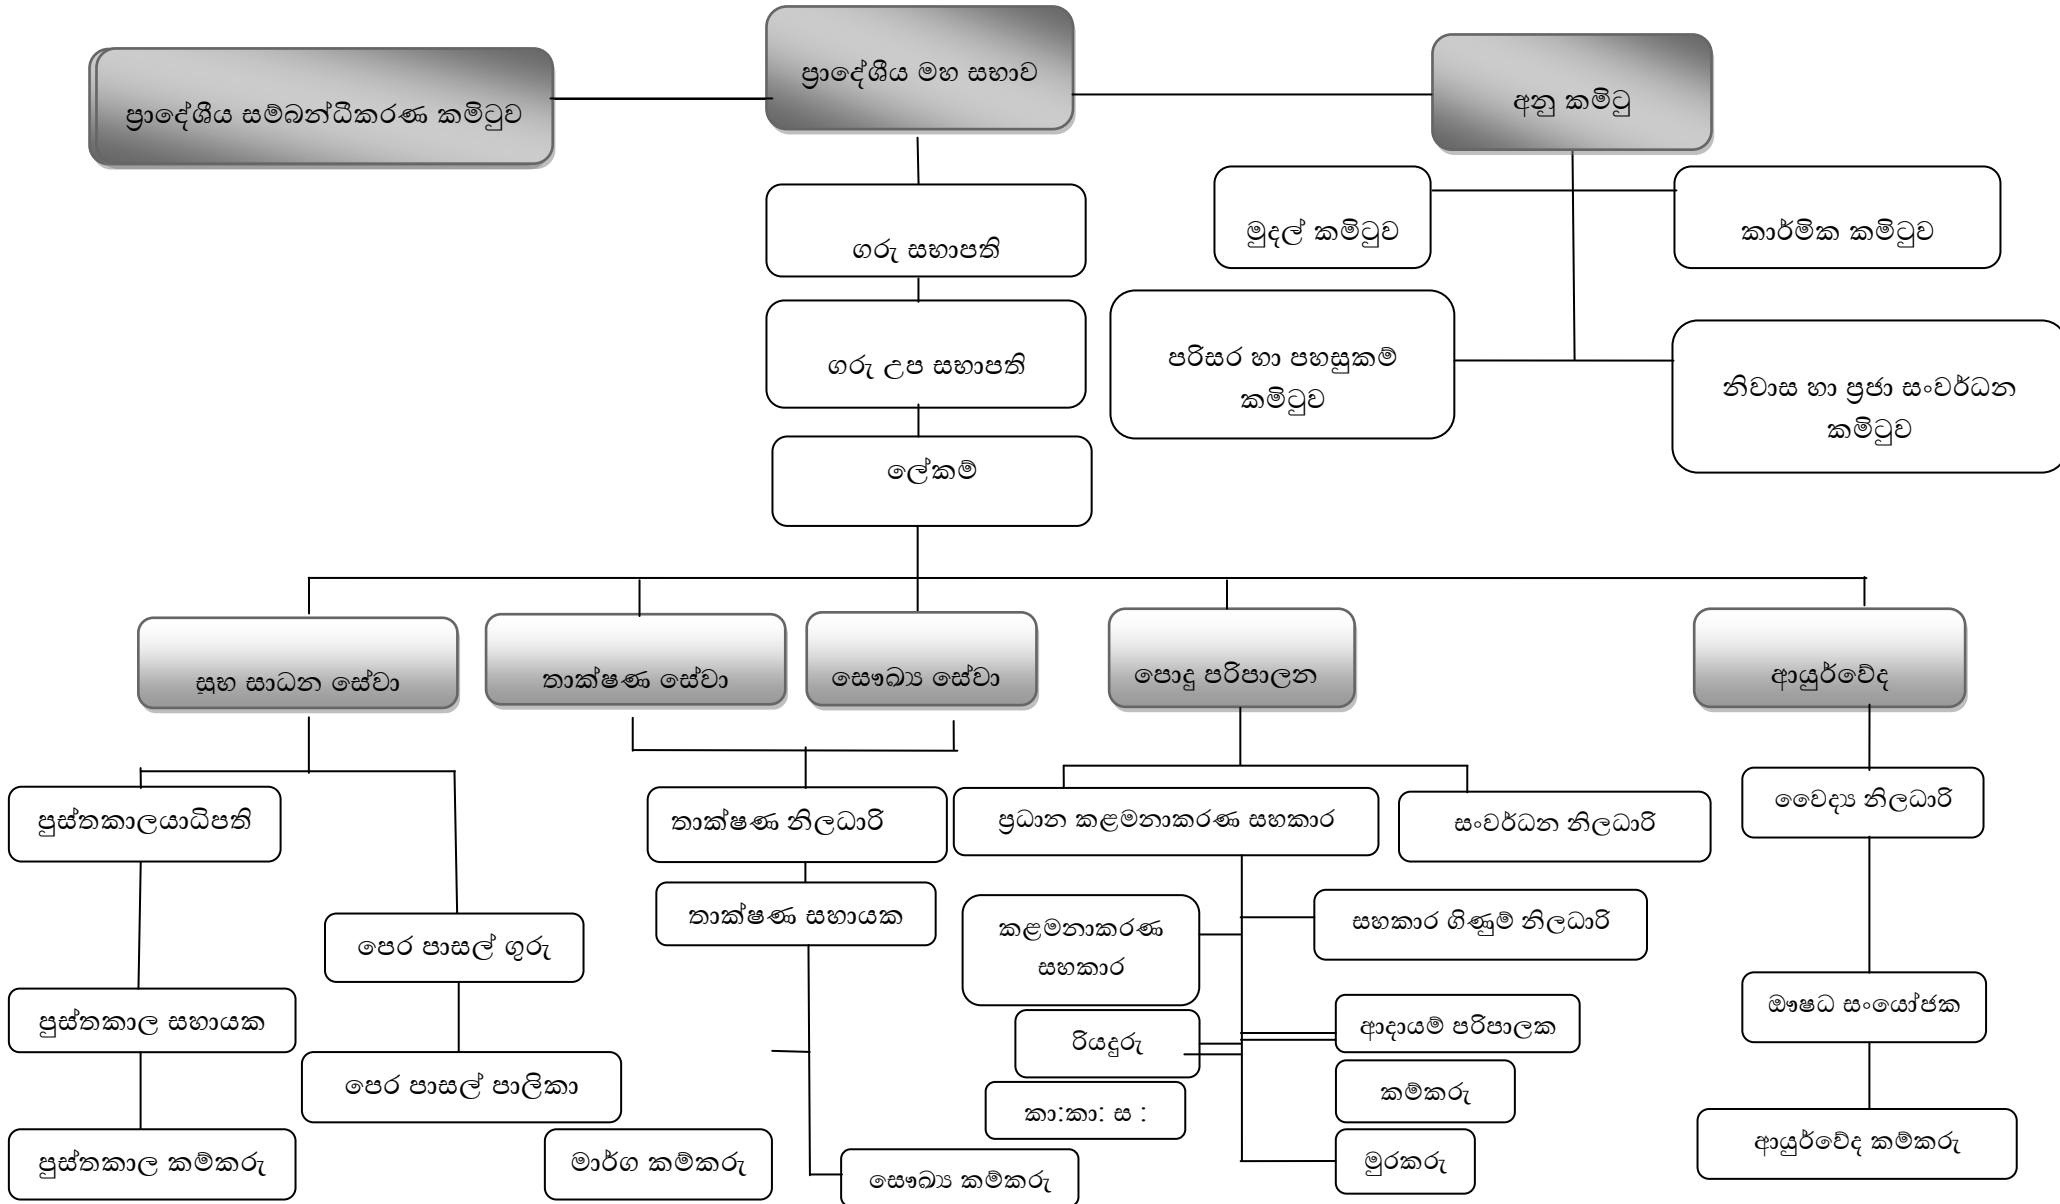 ප්‍රාදේශීය මහ සභාව
ප්‍රාදේශීය සම්බන්ධීකරණ කමිටුව
අනු කමිටු
ගරු සභාපති
මුදල් කමිටුව
කාර්මික කමිටුව
ගරු උප සභාපති
පරිසර හා පහසුකම්
කමිටුව
නිවාස හා ප්‍රජා සංවර්ධන
කමිටුව
ලේකම්
සුභ සාධන සේවා
තාක්ෂණ සේවා
සෞඛ්‍ය සේවා
පොදු පරිපාලන
ආයුර්වේද
පුස්තකාලයාධිපති
තාක්ෂණ නිලධාරි
ප්‍රධාන කළමනාකරණ සහකාර
සංවර්ධන නිලධාරි
වෛද්‍ය නිලධාරි
තාක්ෂණ සහායක
කළමනාකරණ
සහකාර
සහකාර ගිණුම් නිලධාරි
පෙර පාසල් ගුරු
පුස්තකාල සහායක
රියදුරු
ආදායම් පරිපාලක
ඖෂධ සංයෝජක
පෙර පාසල් පාලිකා
කා:කා: ස :
කම්කරු
පුස්තකාල කම්කරු
මාර්ග කම්කරු
සෞඛ්‍ය කම්කරු
මුරකරු
ආයුර්වේද කම්කරු